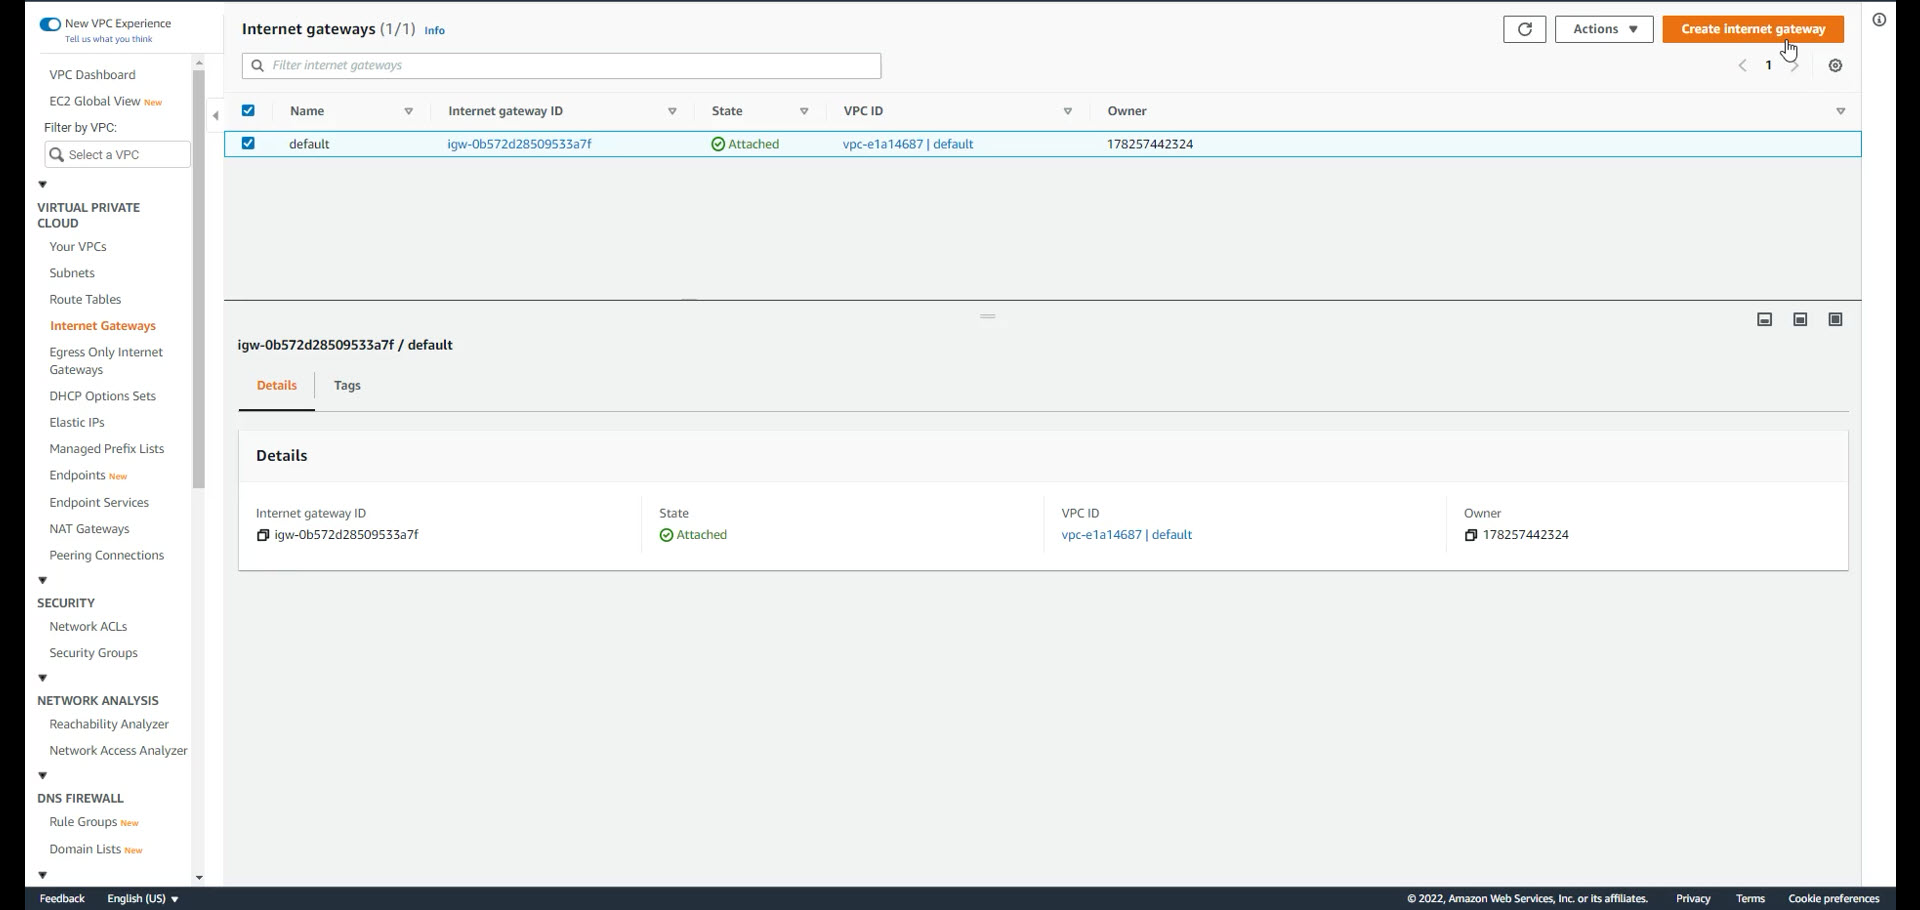 New VPC Experience
Tell us what you think
VPC Dashboard
EC2 Global View New
Filter by VPC:
Select a VPC
VIRTUAL PRIVATE
CLOUD
Your VPCs
Subnets
Route Tables
Internet Gateways
Egress Only Internet
Gateways
DHCP Options Sets
Elastic IPs
Managed Prefix Lists
Endpoints New
Endpoint Services
NAT Gateways
Peering Connections
SECURITY
Network ACLs
Security Groups
NETWORK ANALYSIS
Reachability Analyzer
Network Access Analyzer
DNS FIREWALL
Rule Groups New
Domain Lists New
Internet gateways (1/1) Info
Actions
Create internet gateway
Filter internet gateways
1
Name Internet gateway ID State VPC ID Owner
default igw-0b572d28509533a7f Attached vpc-e1a14687 | default 178257442324
igw-0b572d28509533a7f / default
Details Tags
Details
Internet gateway ID State VPC ID Owner
igw-0b572d28509533a7f Attached vpc-e1a14687 | default 178257442324
Feedback English (US) © 2022, Amazon Web Services, Inc. or its affiliates. Privacy Terms Cookie preferences